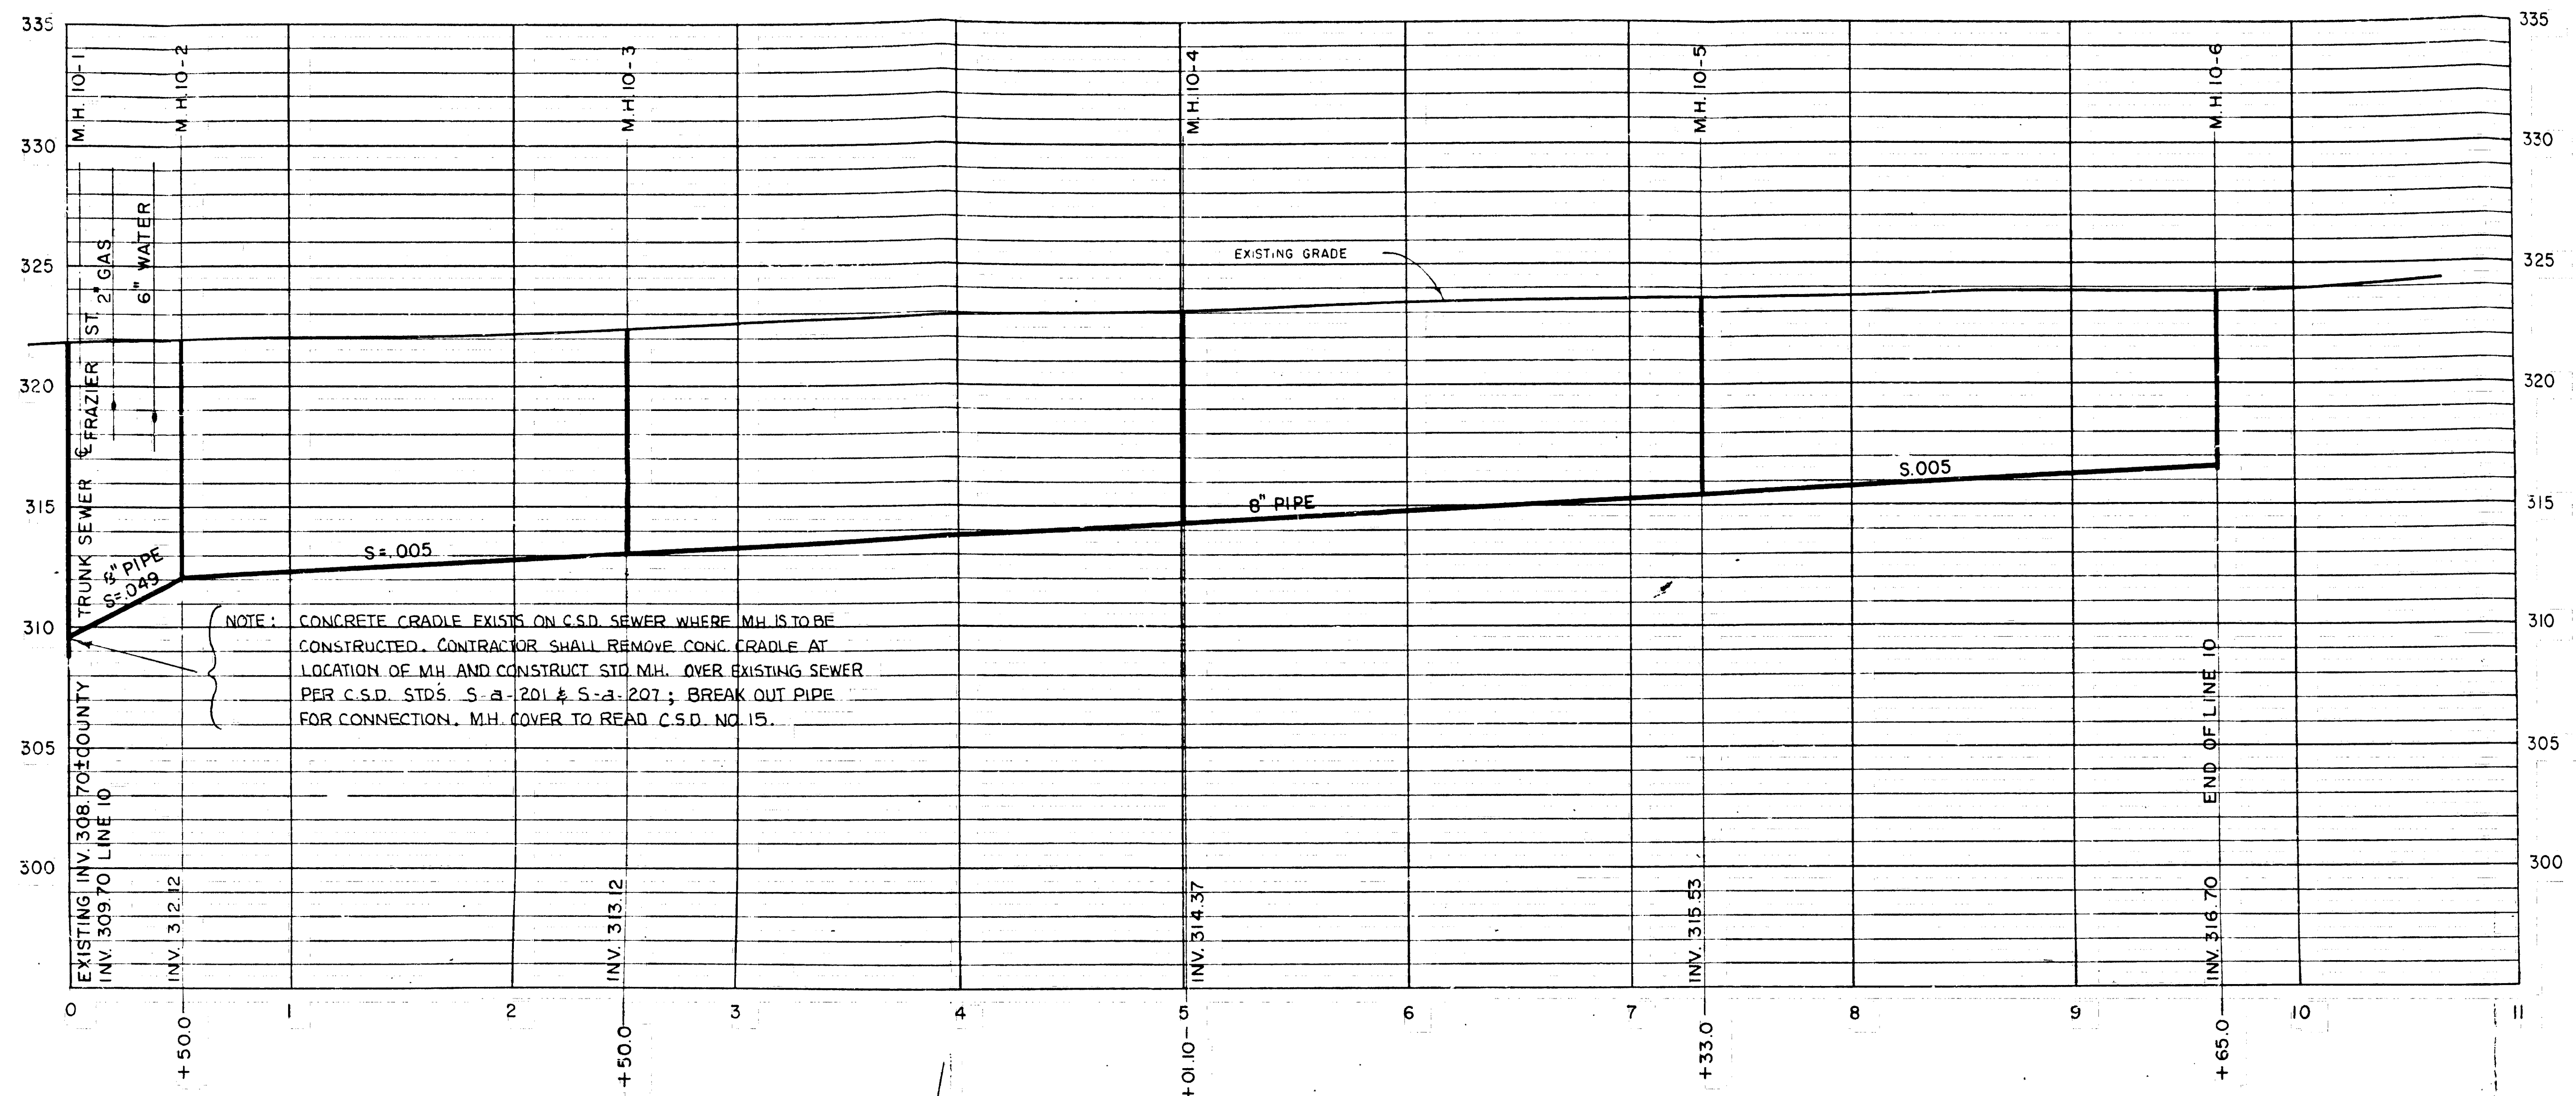 335
330
325
320
315
310
305
300
335
330
325
320
315
310
305
300
M.H. 10-1
M.H. 10-2
M.H. 10-3
M.H. 10-4
M.H. 10-5
M.H. 10-6
TRUNK SEWER
℄ FRAZIER ST.
2" GAS
6" WATER
EXISTING GRADE
8" PIPE
S=.049
S=.005
8" PIPE
S.005
NOTE: CONCRETE CRADLE EXISTS ON C.S.D. SEWER WHERE MH IS TO BE
CONSTRUCTED. CONTRACTOR SHALL REMOVE CONC. CRADLE AT
LOCATION OF MH AND CONSTRUCT STD M.H. OVER EXISTING SEWER
PER C.S.D. STD'S. S-a-201 & S-a-207; BREAK OUT PIPE
FOR CONNECTION. M.H. COVER TO READ C.S.D. NO. 15.
EXISTING INV. 308.70± COUNTY
INV. 309.70 LINE 10
INV. 312.12
INV. 313.12
INV. 314.37
INV. 315.53
INV. 316.70
END OF LINE 10
0 1 2 3 4 5 6 7 8 9 10 11
+50.0
+50.0
+01.10
+33.0
+65.0